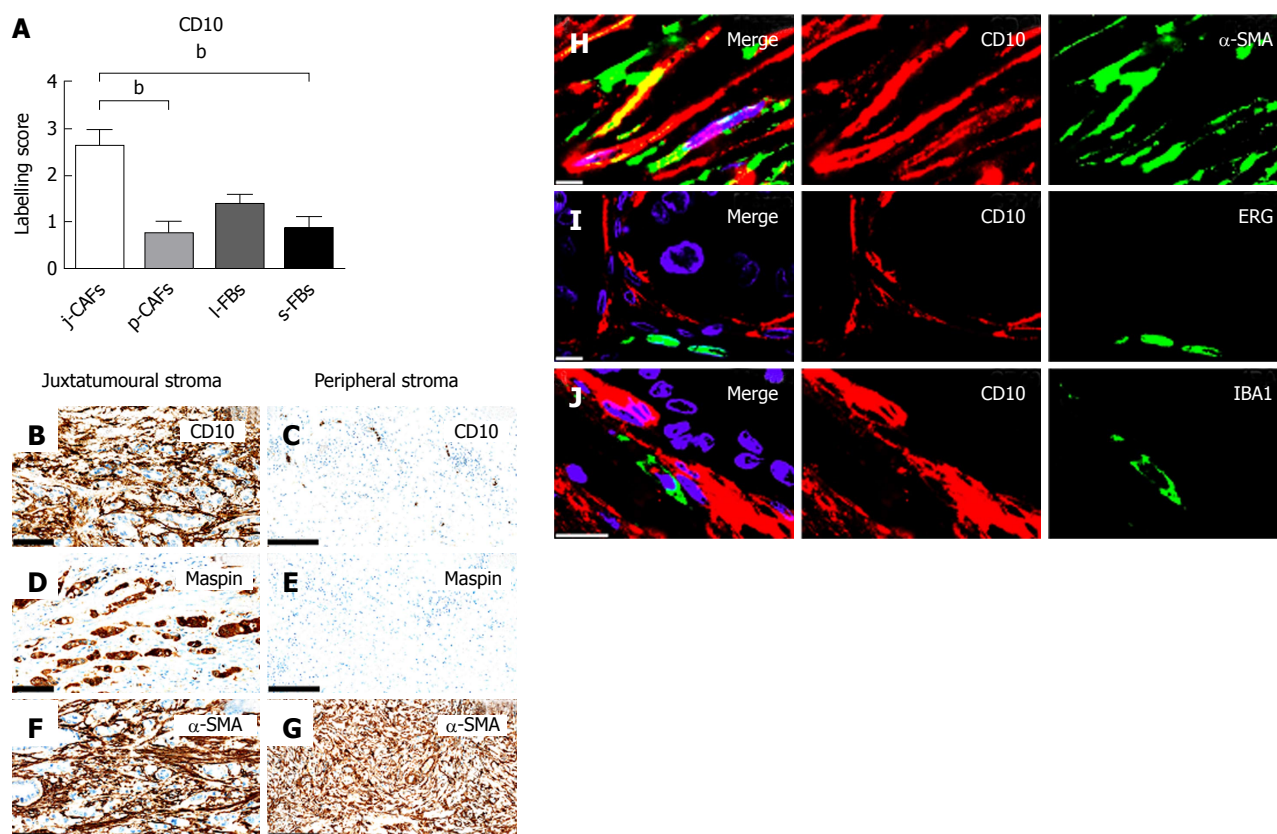 A
CD10
b
b
Labelling score
4
3
2
1
0
j-CAFs
p-CAFs
l-FBs
s-FBs
Juxtatumoural stroma
Peripheral stroma
B
CD10
C
CD10
D
Maspin
E
Maspin
F
α-SMA
G
α-SMA
H
Merge
CD10
α-SMA
I
Merge
CD10
ERG
J
Merge
CD10
IBA1